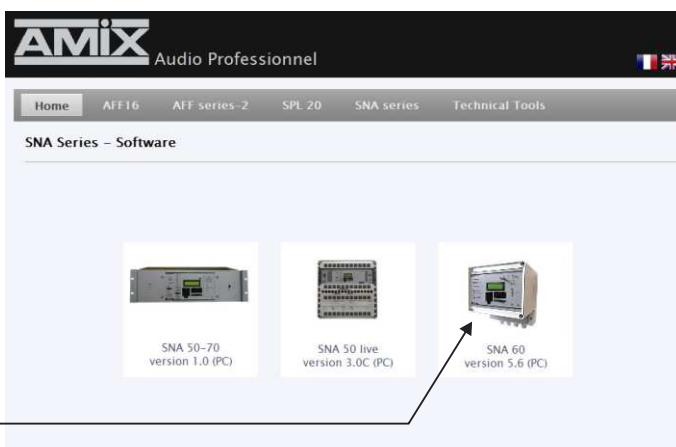 AMIX
Audio Professionnel
Home AFF16 AFF series-2 SPL 20 SNA series Technical Tools
SNA Series - Software
SNA 50-70
version 1.0 (PC)
SNA 50 live
version 3.0C (PC)
SNA 60
version 5.6 (PC)